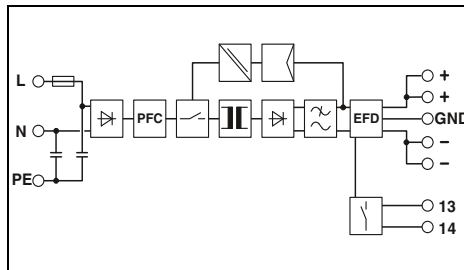 L
+
+
N
PFC
EFD
GND
–
–
PE
13
14